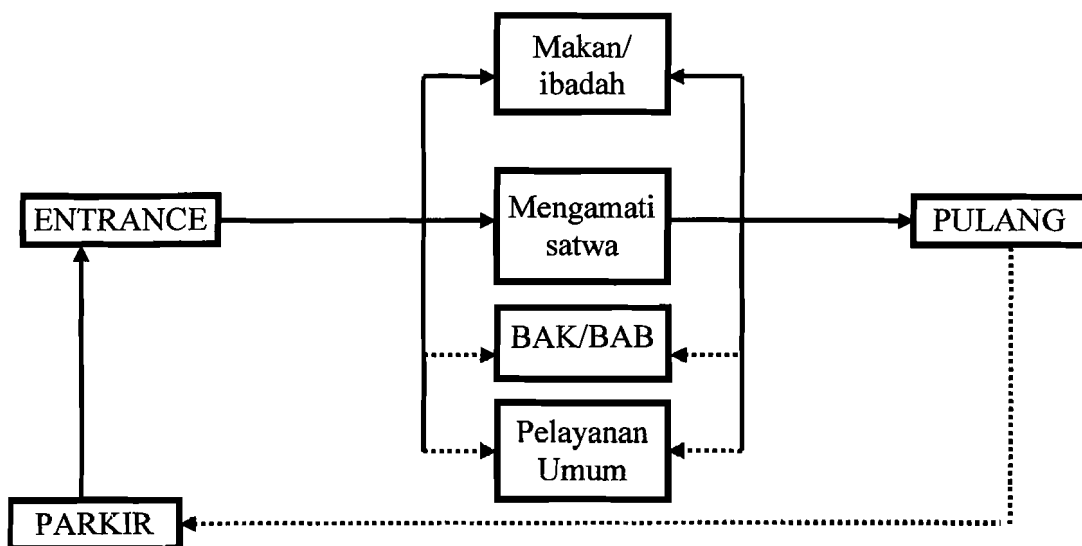 Makan/
ibadah
ENTRANCE
Mengamati
satwa
PULANG
BAK/BAB
Pelayanan
Umum
PARKIR